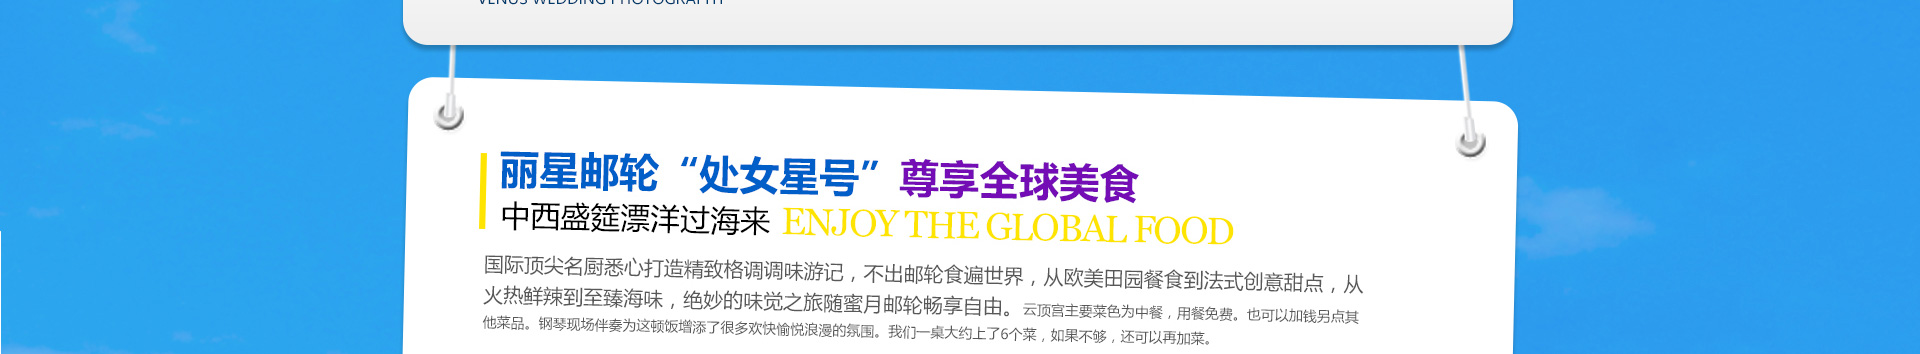 VENUS WEDDING PHOTOGRAPHY
丽星邮轮“处女星号”尊享全球美食
中西盛筵漂洋过海来 ENJOY THE GLOBAL FOOD
国际顶尖名厨悉心打造精致格调调味游记，不出邮轮食遍世界，从欧美田园餐食到法式创意甜点，从
火热鲜辣到至臻海味，绝妙的味觉之旅随蜜月邮轮畅享自由。云顶宫主要菜色为中餐，用餐免费。也可以加钱另点其
他菜品。钢琴现场伴奏为这顿饭增添了很多欢快愉悦浪漫的氛围。我们一桌大约上了6个菜，如果不够，还可以再加菜。